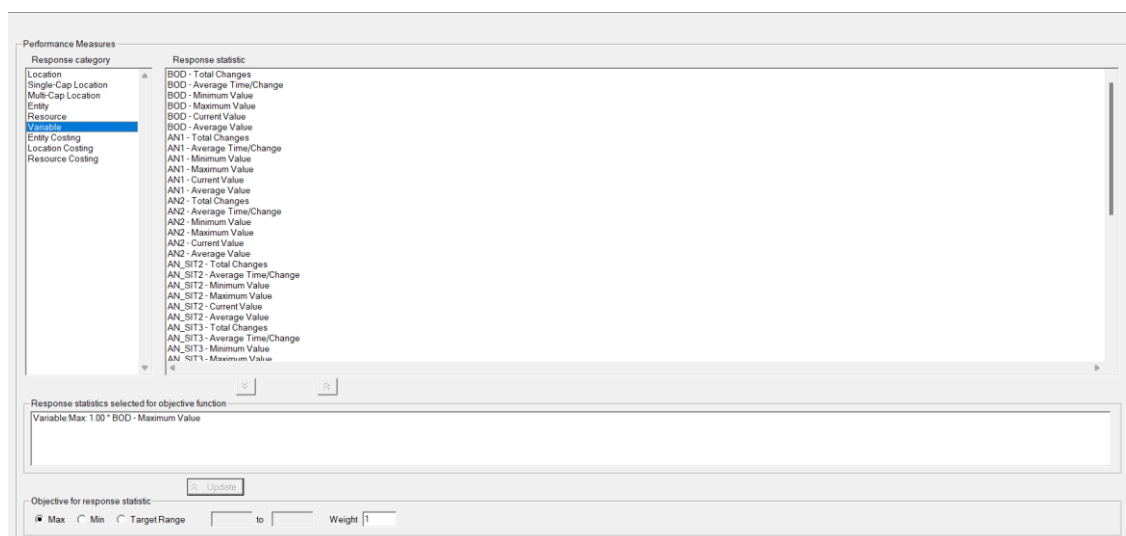 Performance Measures
Response category
Response statistic
Location
Single-Cap Location
Multi-Cap Location
Entity
Resource
Variable
Entity Costing
Location Costing
Resource Costing
BOD - Total Changes
BOD - Average Time/Change
BOD - Minimum Value
BOD - Maximum Value
BOD - Current Value
BOD - Average Value
AN1 - Total Changes
AN1 - Average Time/Change
AN1 - Minimum Value
AN1 - Maximum Value
AN1 - Current Value
AN1 - Average Value
AN2 - Total Changes
AN2 - Average Time/Change
AN2 - Minimum Value
AN2 - Maximum Value
AN2 - Current Value
AN2 - Average Value
AN_SIT2 - Total Changes
AN_SIT2 - Average Time/Change
AN_SIT2 - Minimum Value
AN_SIT2 - Maximum Value
AN_SIT2 - Current Value
AN_SIT2 - Average Value
AN_SIT3 - Total Changes
AN_SIT3 - Average Time/Change
AN_SIT3 - Minimum Value
AN_SIT3 - Maximum Value
Response statistics selected for objective function
Variable:Max: 1.00 * BOD - Maximum Value
Update
Objective for response statistic
Max Min Target Range to Weight 1